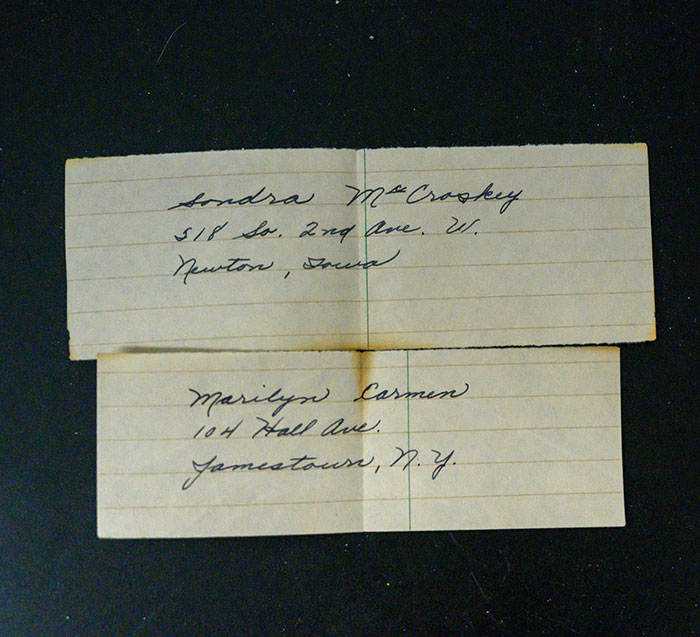 Sondra McCroskey
518 So. 2nd Ave. W.
Newton, Iowa
Marilyn Carmen
104 Hall Ave.
Jamestown, N.Y.